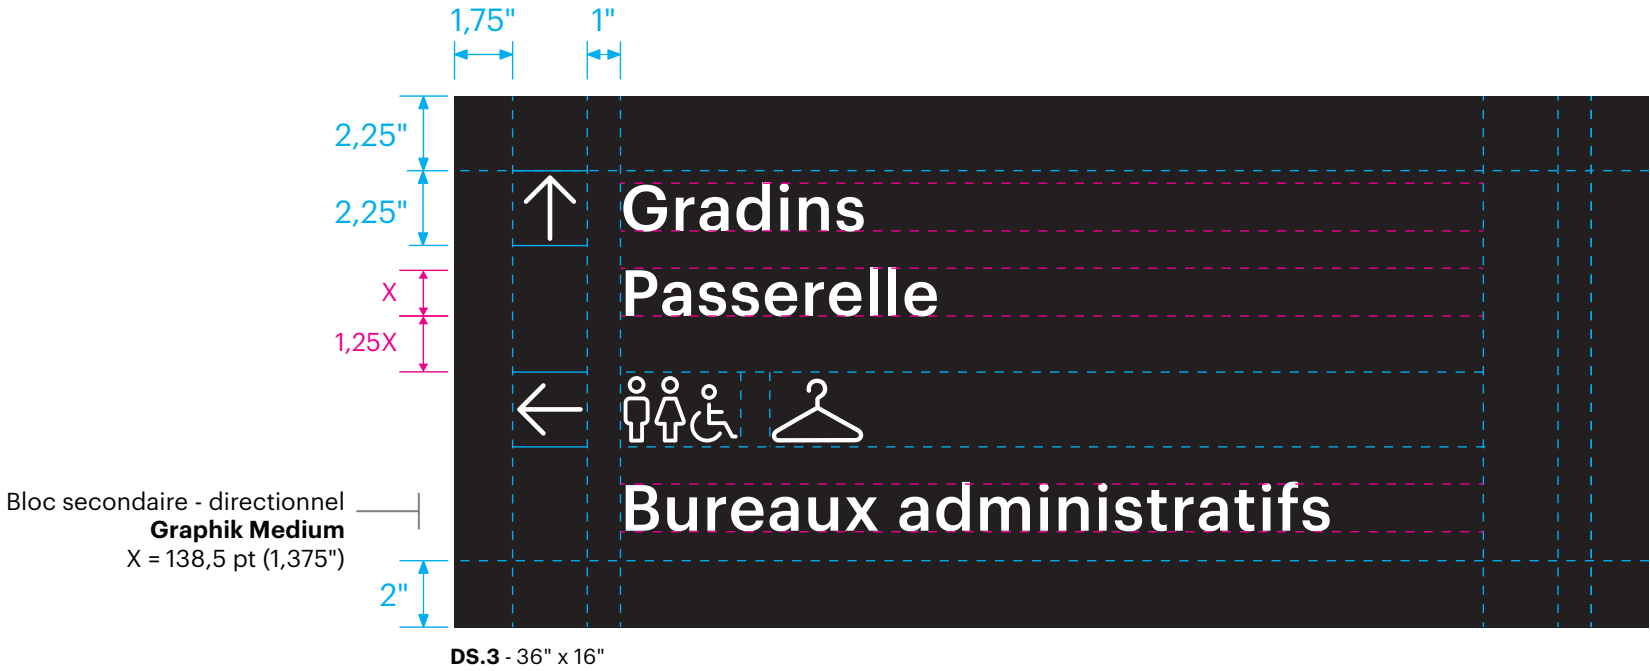 1,75" 1"
2,25"
2,25"
Gradins
X
Passerelle
1,25X
Bloc secondaire - directionnel
Graphik Medium
X = 138,5 pt (1,375")
Bureaux administratifs
2"
DS.3 - 36" x 16"